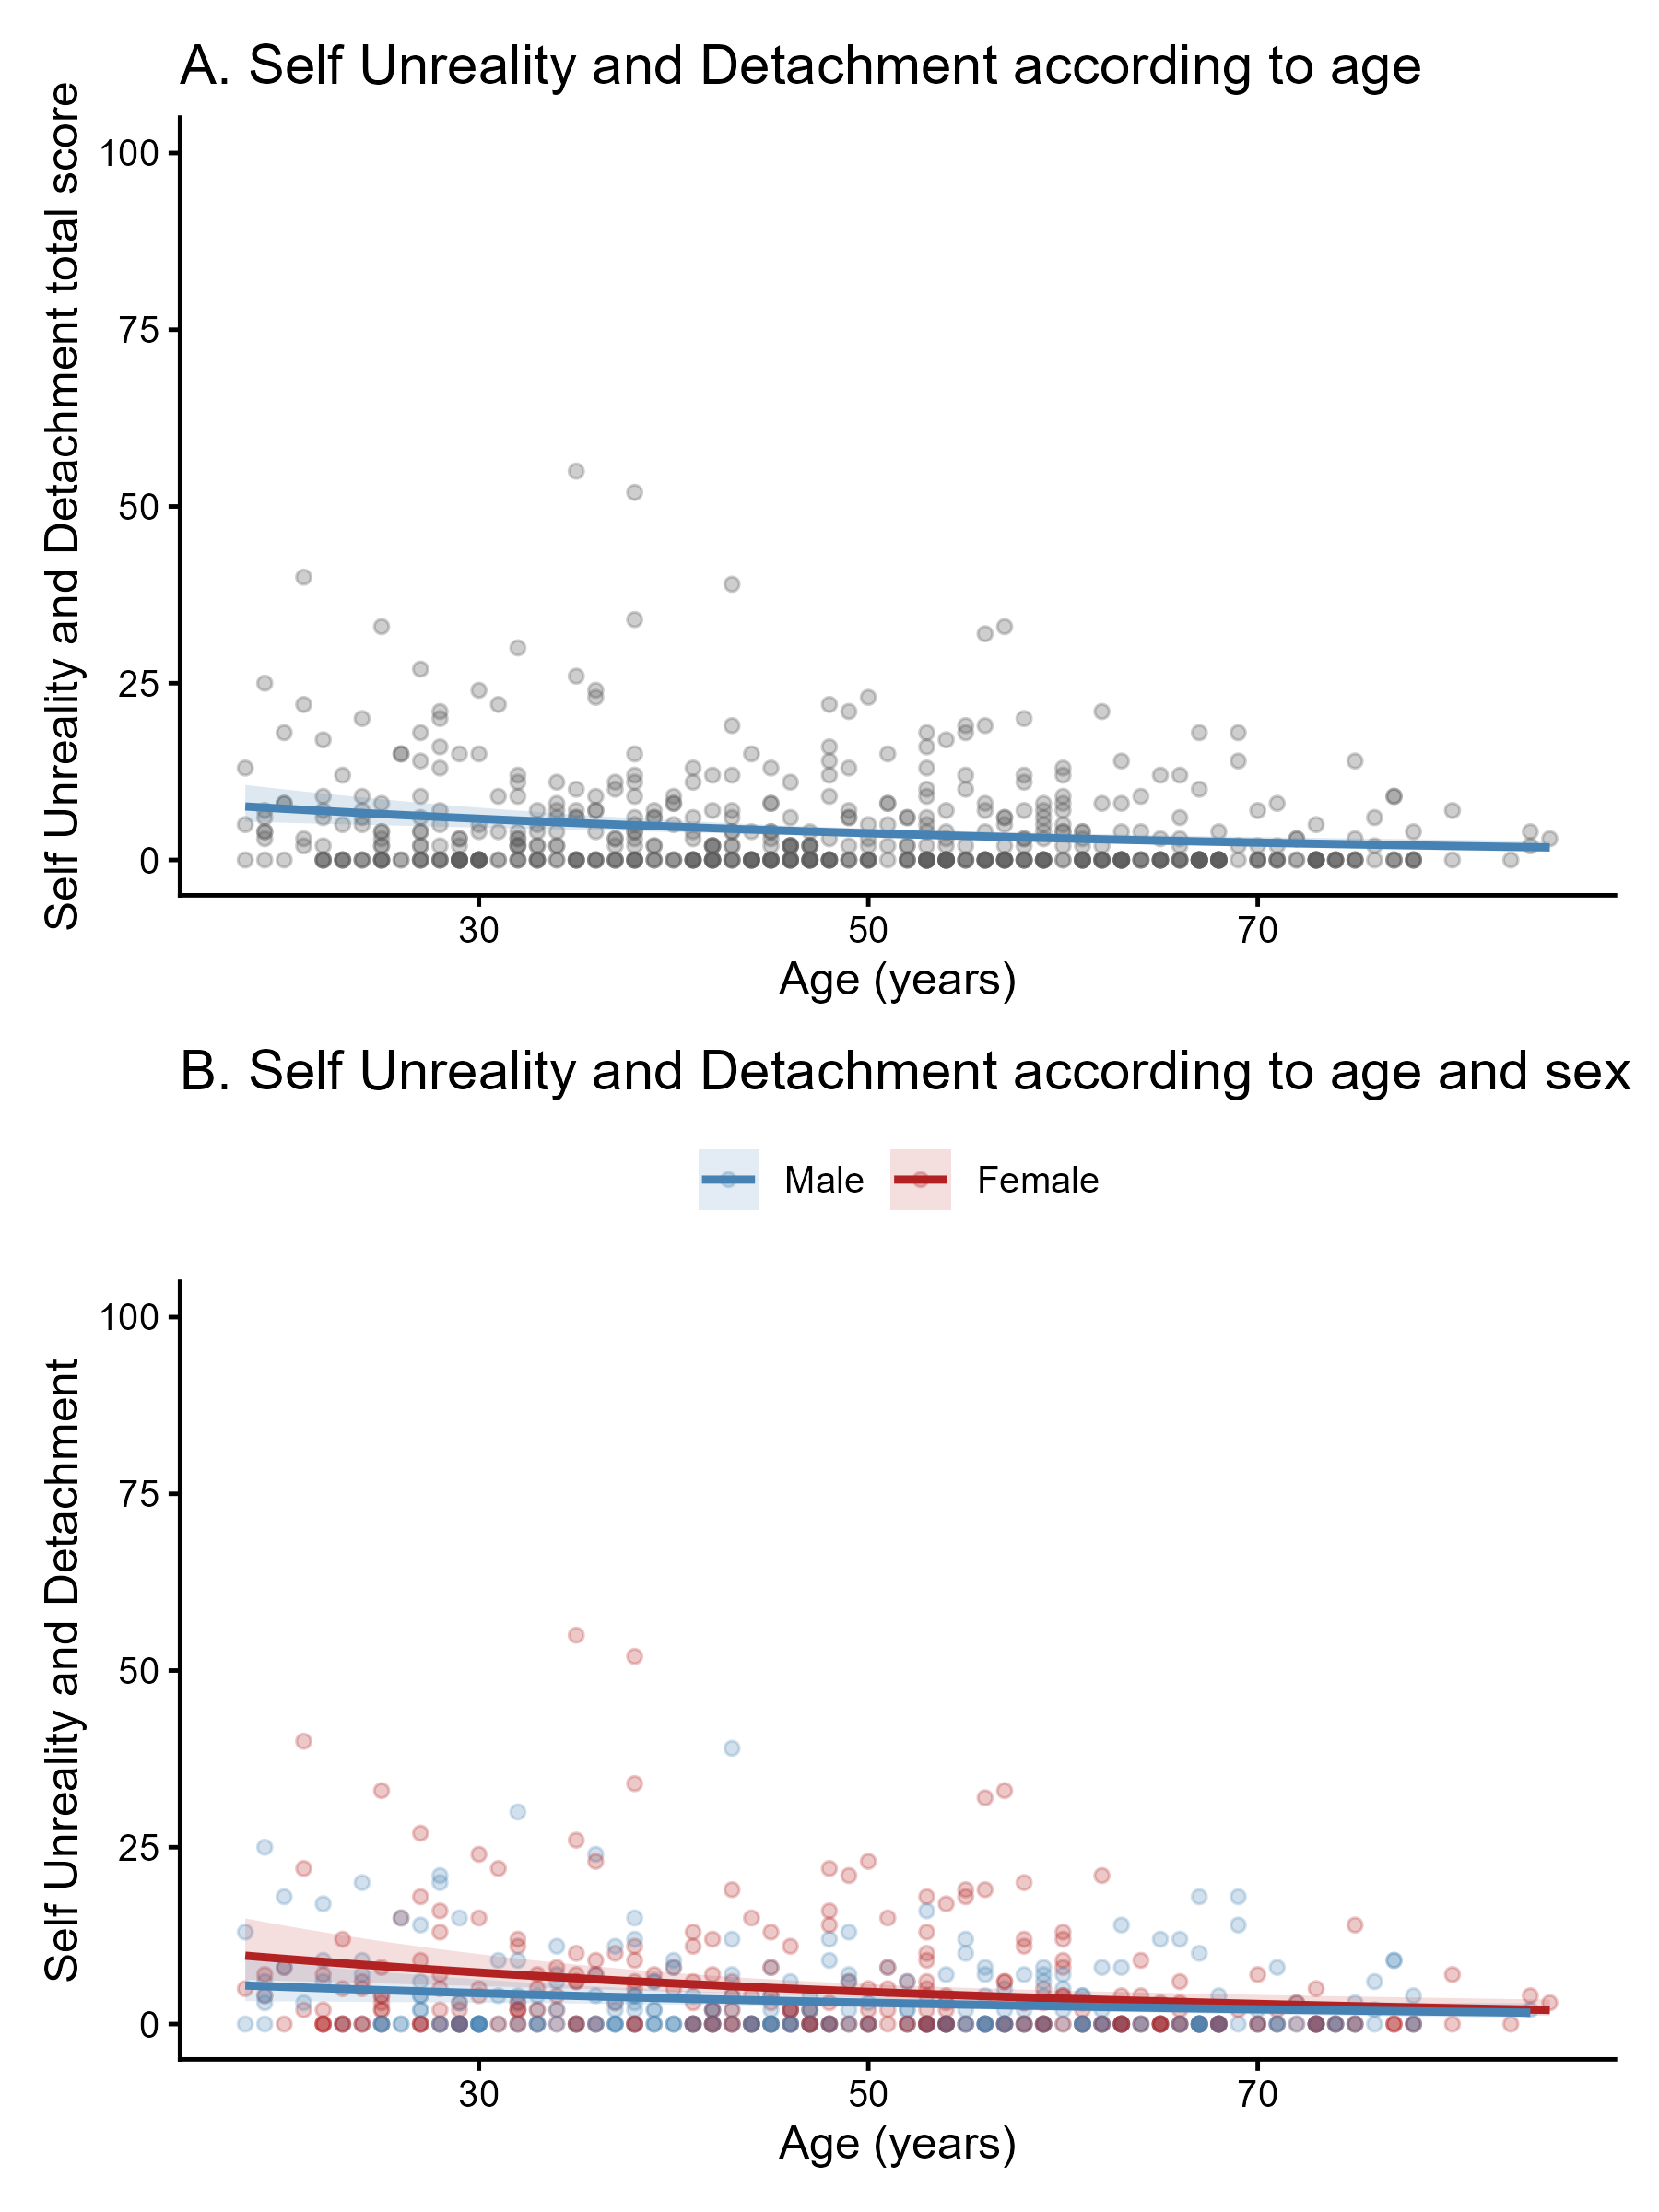 A. Self Unreality and Detachment according to age
Self Unreality and Detachment total score
100
75
50
25
0
30 50 70
Age (years)
B. Self Unreality and Detachment according to age and sex
Male Female
Self Unreality and Detachment
100
75
50
25
0
30 50 70
Age (years)